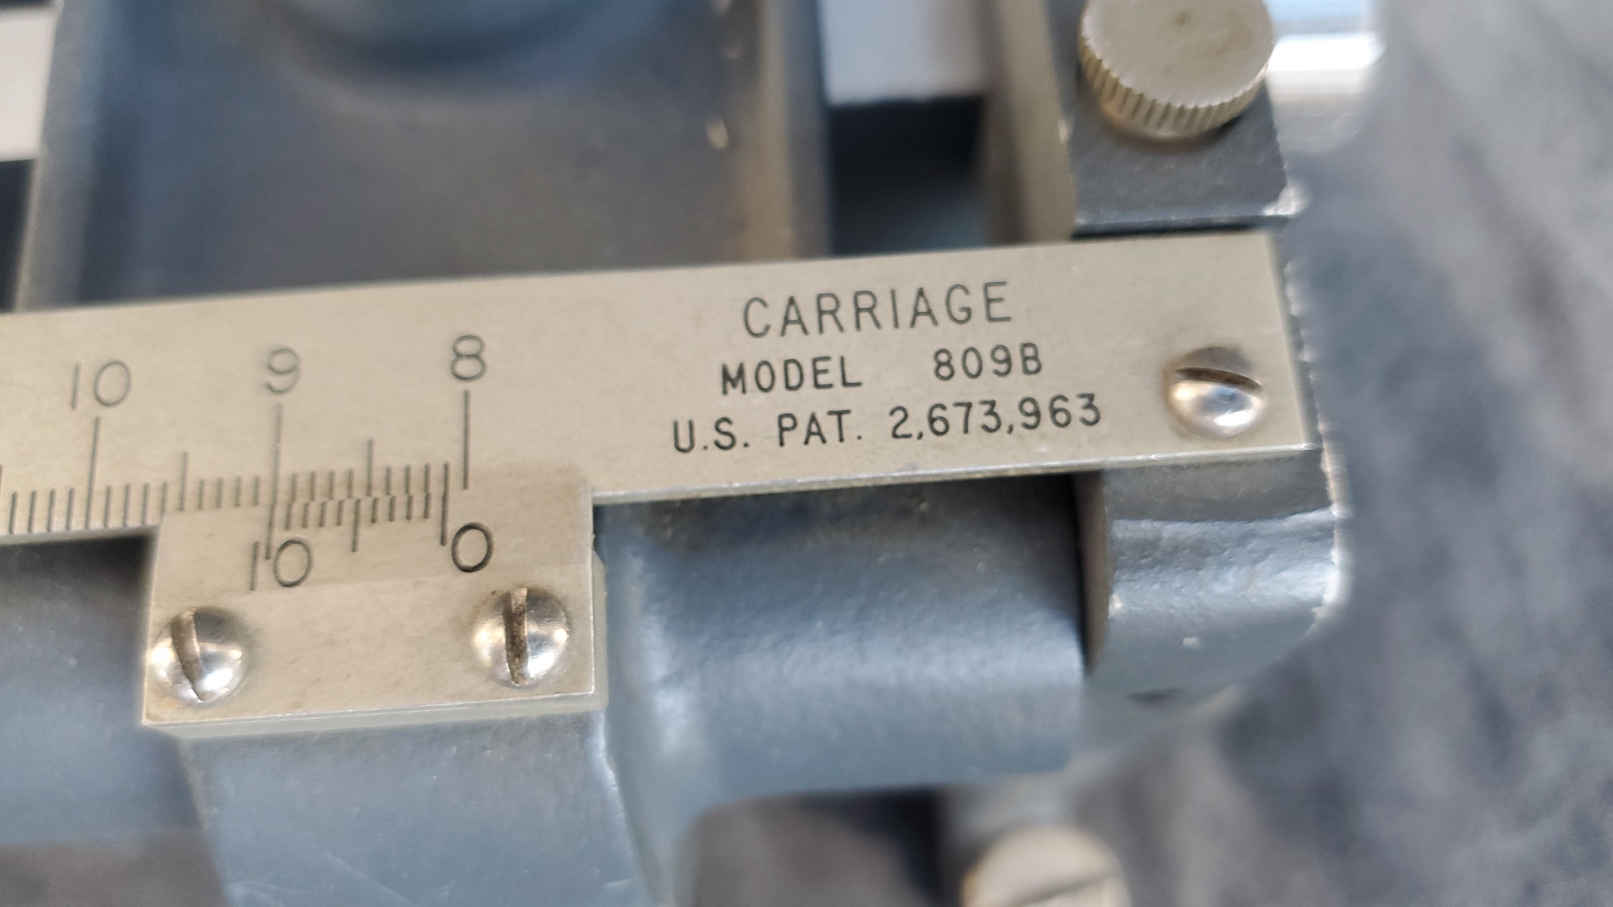 CARRIAGE
MODEL 809B
U.S. PAT. 2,673,963
10 9 8
10 0